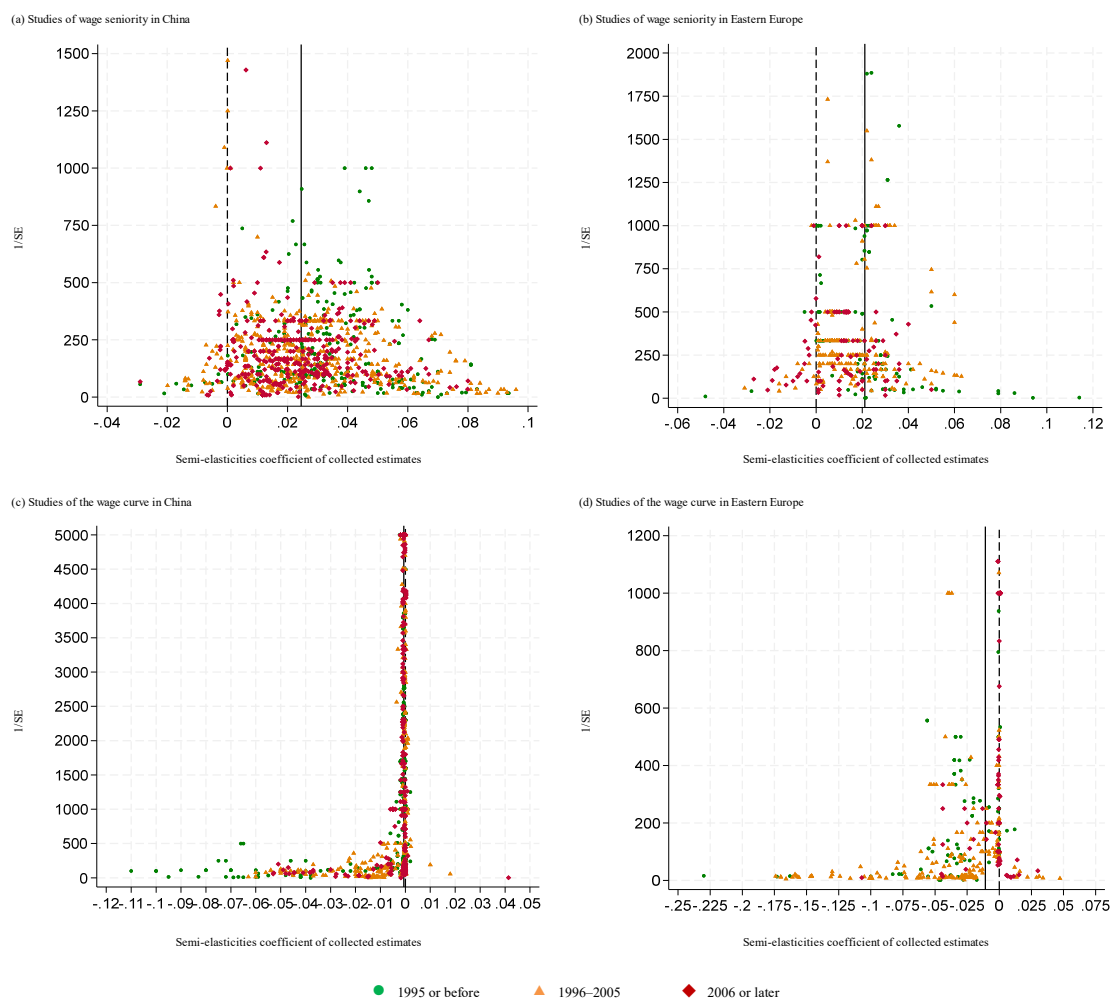 (a) Studies of wage seniority in China
1500
1250
1000
750
500
250
0
1/SE
-.04 -.02 0 .02 .04 .06 .08 .1
Semi-elasticities coefficient of collected estimates
(b) Studies of wage seniority in Eastern Europe
2000
1750
1500
1250
1000
750
500
250
0
1/SE
-.06 -.04 -.02 0 .02 .04 .06 .08 .1 .12
Semi-elasticities coefficient of collected estimates
(c) Studies of the wage curve in China
5000
4500
4000
3500
3000
2500
2000
1500
1000
500
0
1/SE
-.12-.11-.1-.09-.08-.07-.06-.05-.04-.03-.02-.01 0 .01 .02 .03 .04 .05
Semi-elasticities coefficient of collected estimates
(d) Studies of the wage curve in Eastern Europe
1200
1000
800
600
400
200
0
1/SE
-.25-.225-.2-.175-.15-.125-.1-.075-.05-.025 0 .025 .05 .075
Semi-elasticities coefficient of collected estimates
1995 or before 1996–2005 2006 or later